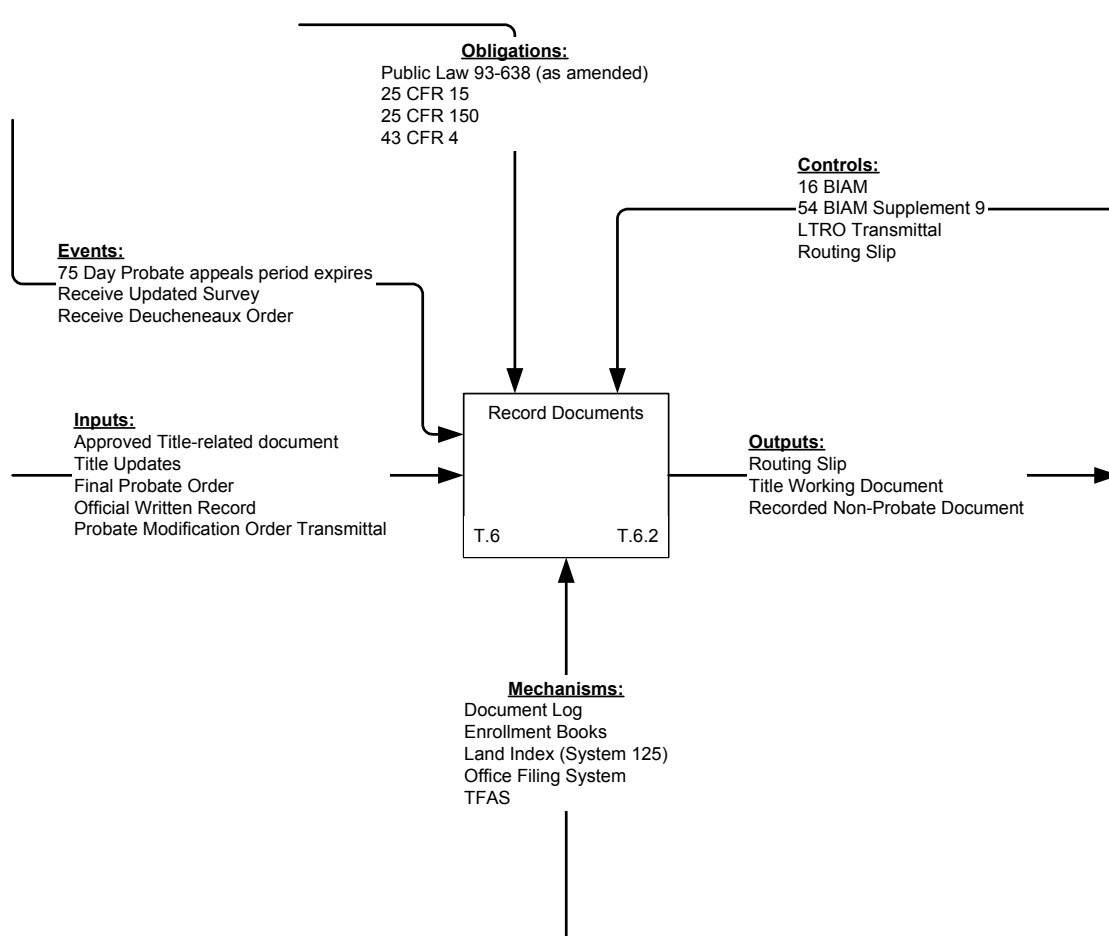 Obligations:
Public Law 93-638 (as amended)
25 CFR 15
25 CFR 150
43 CFR 4
Controls:
16 BIAM
54 BIAM Supplement 9
LTRO Transmittal
Routing Slip
Events:
75 Day Probate appeals period expires
Receive Updated Survey
Receive Deucheneaux Order
Inputs:
Approved Title-related document
Title Updates
Final Probate Order
Official Written Record
Probate Modification Order Transmittal
Record Documents
T.6 T.6.2
Outputs:
Routing Slip
Title Working Document
Recorded Non-Probate Document
Mechanisms:
Document Log
Enrollment Books
Land Index (System 125)
Office Filing System
TFAS